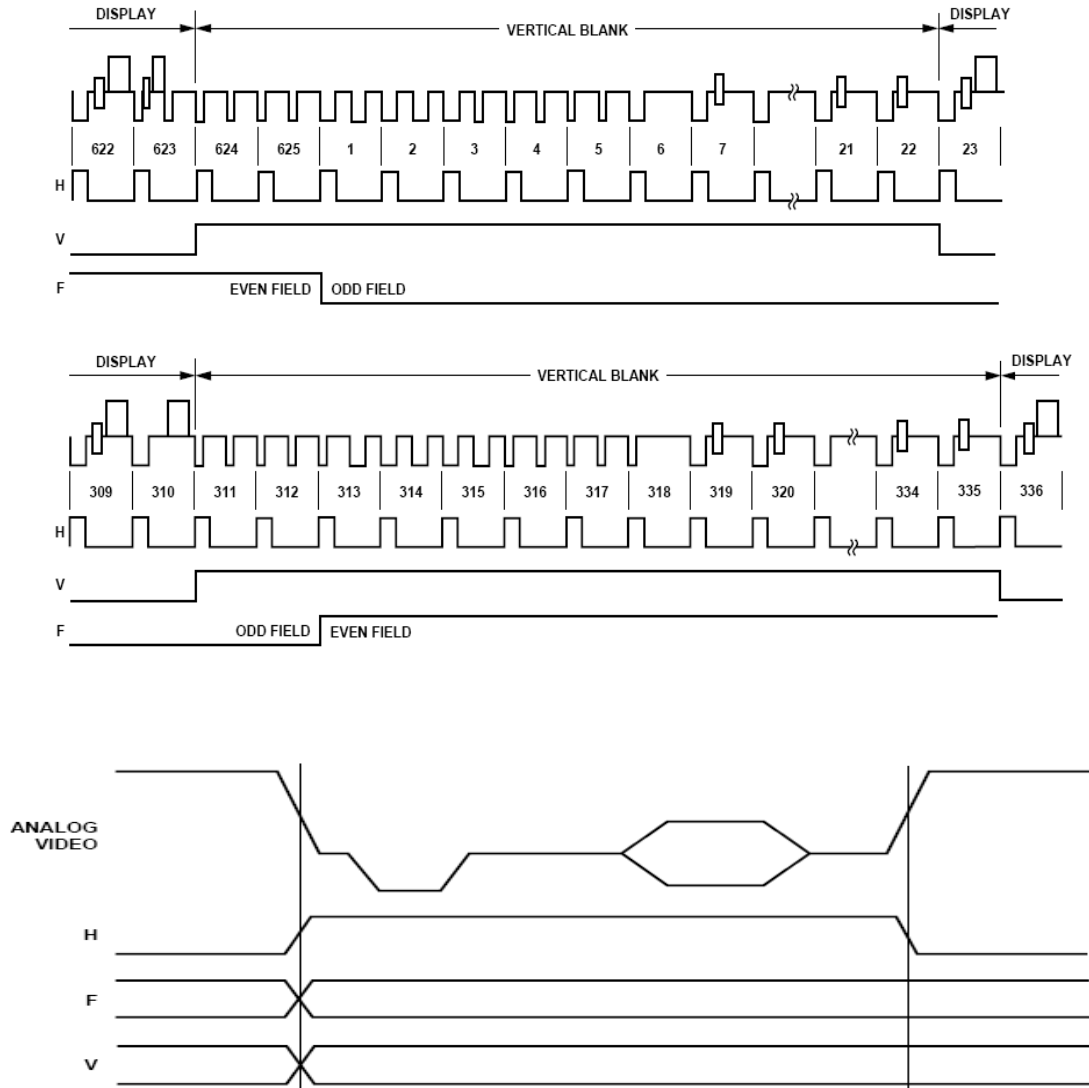 DISPLAY VERTICAL BLANK DISPLAY
622 623 624 625 1 2 3 4 5 6 7 21 22 23
H
V
F EVEN FIELD ODD FIELD
DISPLAY VERTICAL BLANK DISPLAY
309 310 311 312 313 314 315 316 317 318 319 320 334 335 336
H
V
F ODD FIELD EVEN FIELD
ANALOG
VIDEO
H
F
V